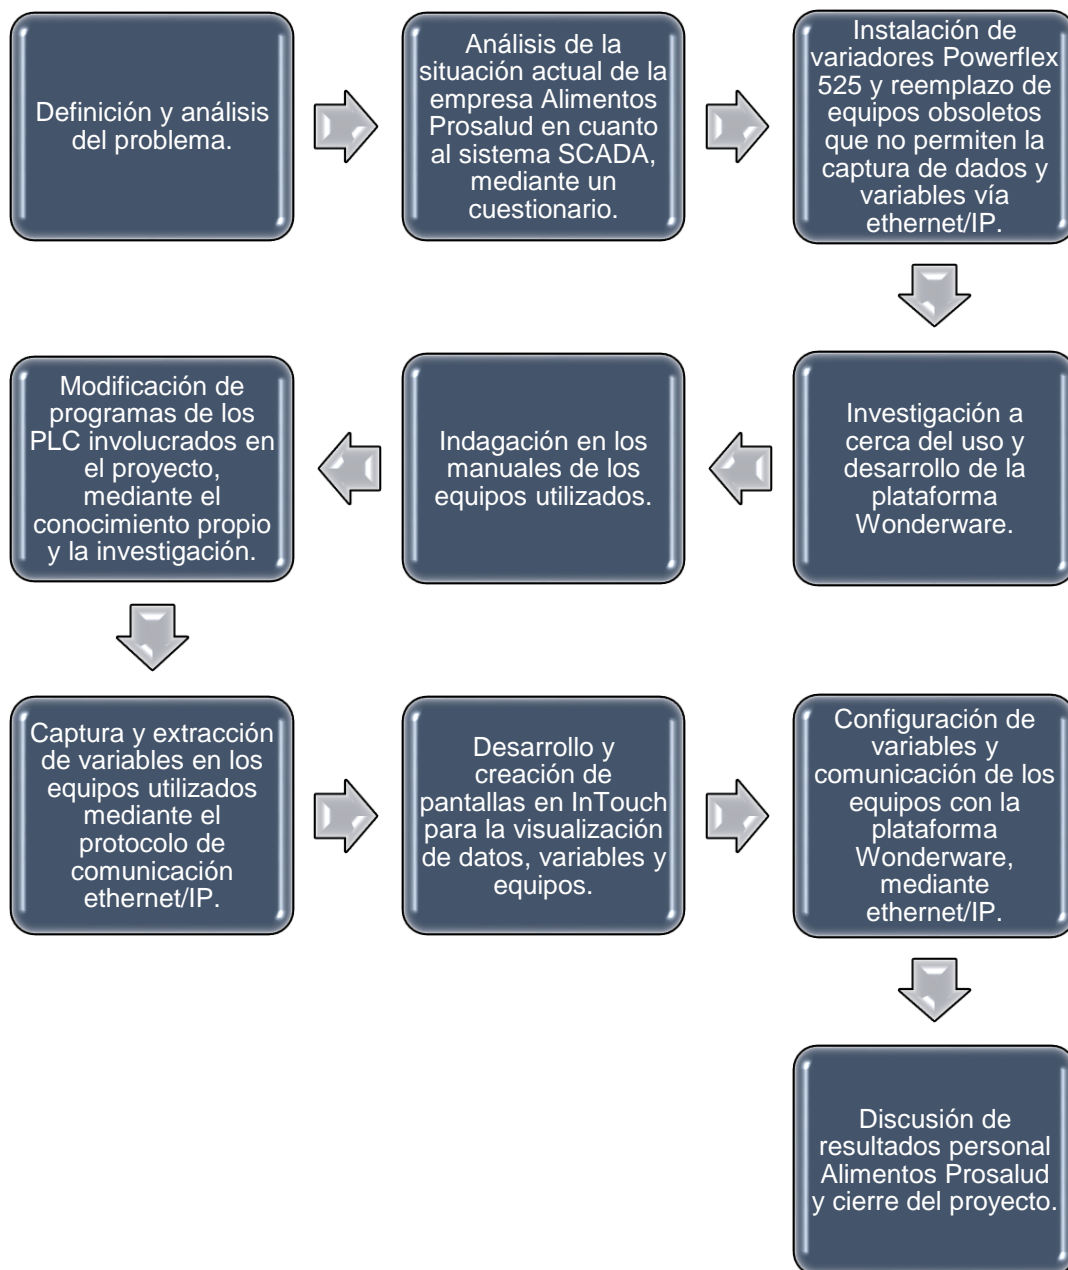 Definición y análisis
del problema.
Análisis de la
situación actual de la
empresa Alimentos
Prosalud en cuanto
al sistema SCADA,
mediante un
cuestionario.
Instalación de
variadores Powerflex
525 y reemplazo de
equipos obsoletos
que no permiten la
captura de dados y
variables vía
ethernet/IP.
Investigación a
cerca del uso y
desarrollo de la
plataforma
Wonderware.
Indagación en los
manuales de los
equipos utilizados.
Modificación de
programas de los
PLC involucrados en
el proyecto,
mediante el
conocimiento propio
y la investigación.
Captura y extracción
de variables en los
equipos utilizados
mediante el
protocolo de
comunicación
ethernet/IP.
Desarrollo y
creación de
pantallas en InTouch
para la visualización
de datos, variables y
equipos.
Configuración de
variables y
comunicación de los
equipos con la
plataforma
Wonderware,
mediante
ethernet/IP.
Discusión de
resultados personal
Alimentos Prosalud
y cierre del proyecto.